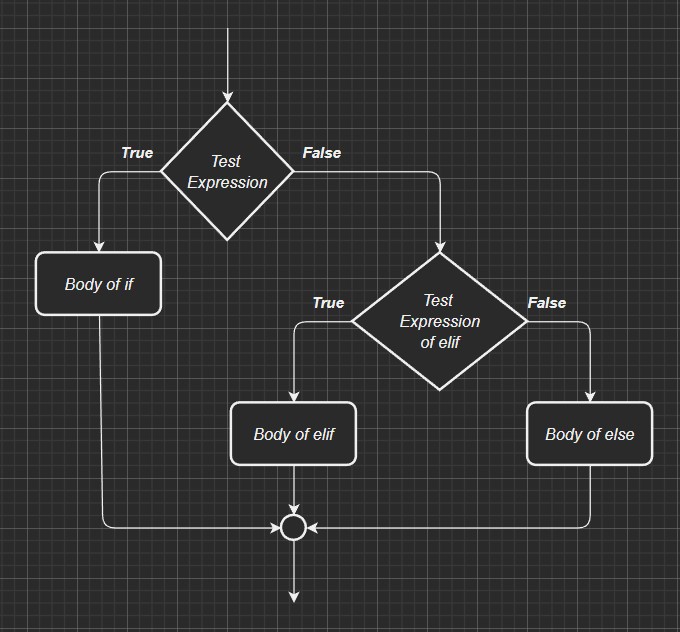 True
False
Test
Expression
Body of if
True
False
Test
Expression
of elif
Body of elif
Body of else